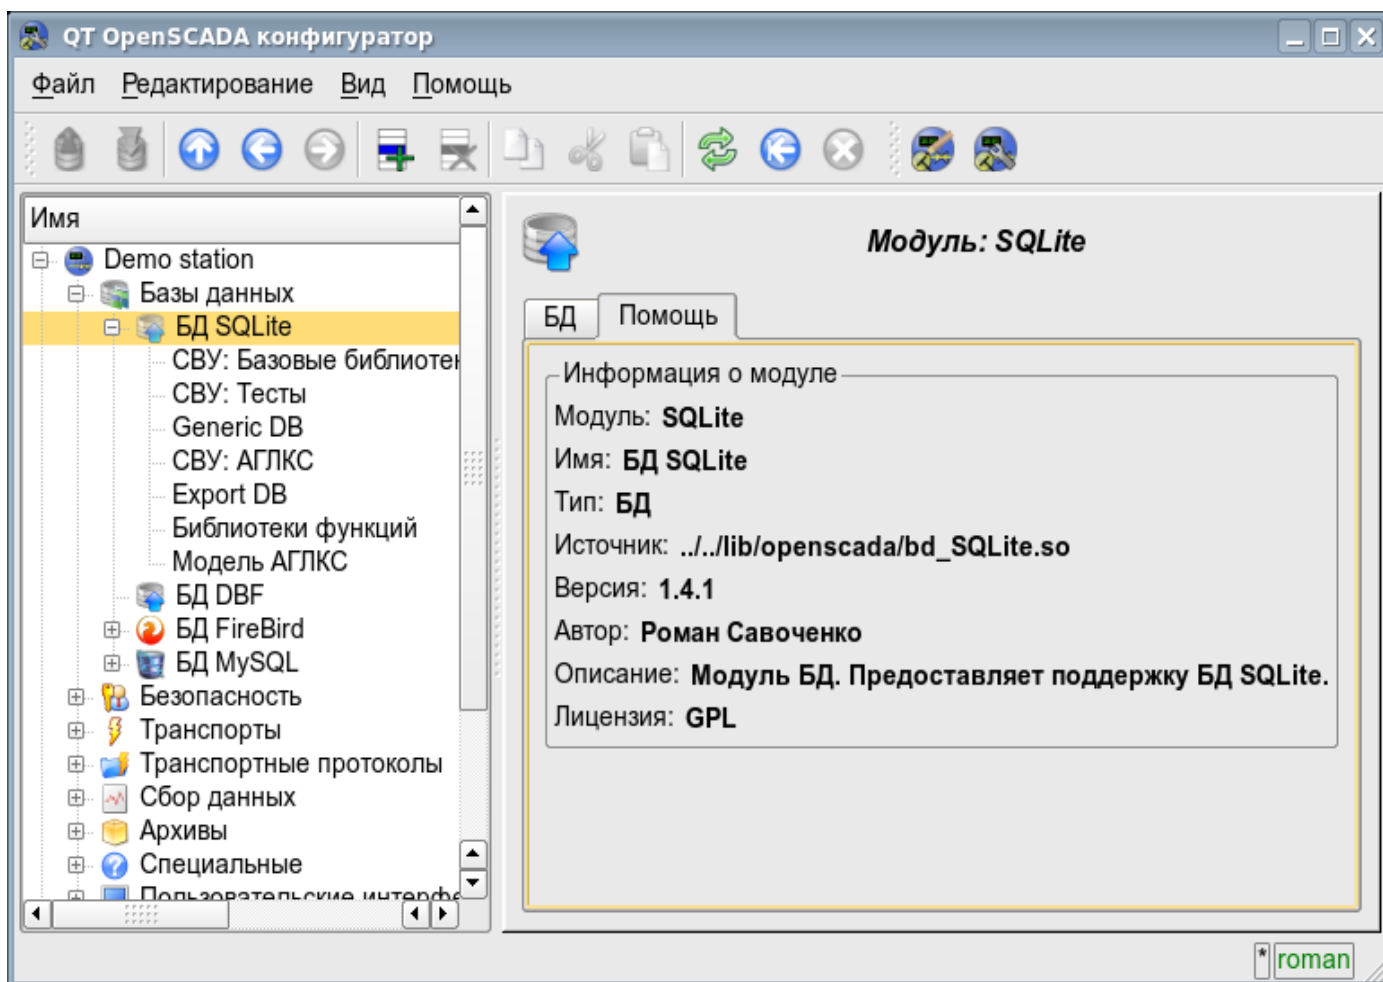 QT OpenSCADA конфигуратор
Файл Редактирование Вид Помощь
Имя
Demo station
Базы данных
БД SQLite
СВУ: Базовые библиотек
СВУ: Тесты
Generic DB
СВУ: АГЛКС
Export DB
Библиотеки функций
Модель АГЛКС
БД DBF
БД FireBird
БД MySQL
Безопасность
Транспорты
Транспортные протоколы
Сбор данных
Архивы
Специальные
Пользовательские интерфе
Модуль: SQLite
БД Помощь
Информация о модуле
Модуль: SQLite
Имя: БД SQLite
Тип: БД
Источник: ../../lib/openscada/bd_SQLite.so
Версия: 1.4.1
Автор: Роман Савоченко
Описание: Модуль БД. Предоставляет поддержку БД SQLite.
Лицензия: GPL
* roman